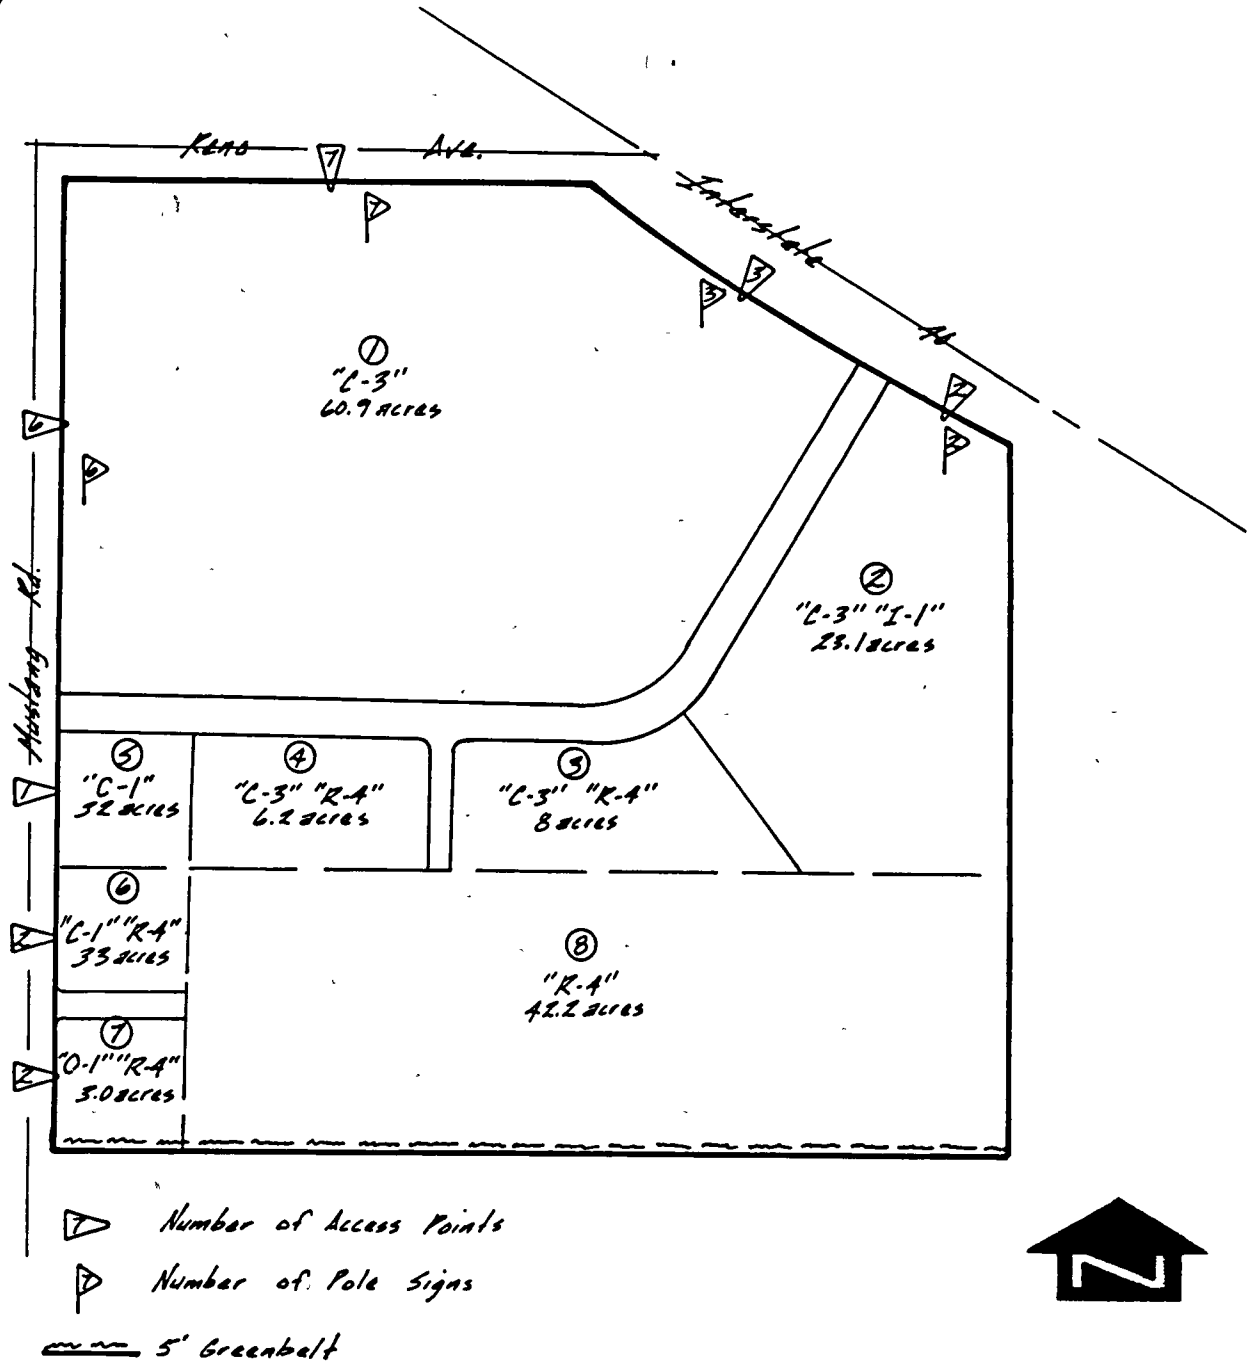 Reno Ave.
7
7
Interstate 40
3
3
2
2
1
"C-3"
60.9 acres
6
6
2
"C-3" "I-1"
23.1 acres
Mustang Rd.
5
"C-1"
3.2 acres
4
"C-3" "R-4"
6.2 acres
3
"C-3" "R-4"
8 acres
1
6
"C-1" "R-4"
3.3 acres
2
8
"R-4"
42.2 acres
7
"O-1" "R-4"
3.0 acres
2
7 Number of Access Points
7 Number of Pole Signs
5' Greenbelt
N